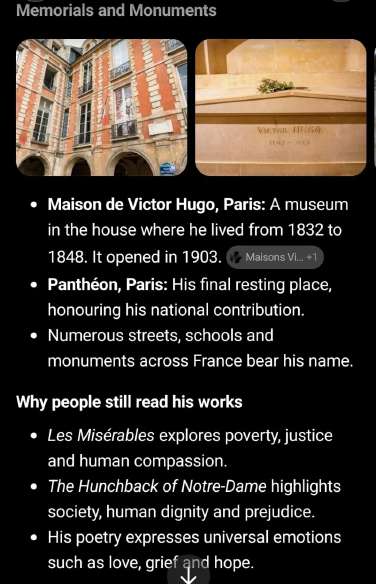 Memorials and Monuments
VICTOR HUGO
Maison de Victor Hugo, Paris: A museum
in the house where he lived from 1832 to
1848. It opened in 1903. Maisons Vi... +1
Panthéon, Paris: His final resting place,
honouring his national contribution.
Numerous streets, schools and
monuments across France bear his name.
Why people still read his works
Les Misérables explores poverty, justice
and human compassion.
The Hunchback of Notre-Dame highlights
society, human dignity and prejudice.
His poetry expresses universal emotions
such as love, grief and hope.